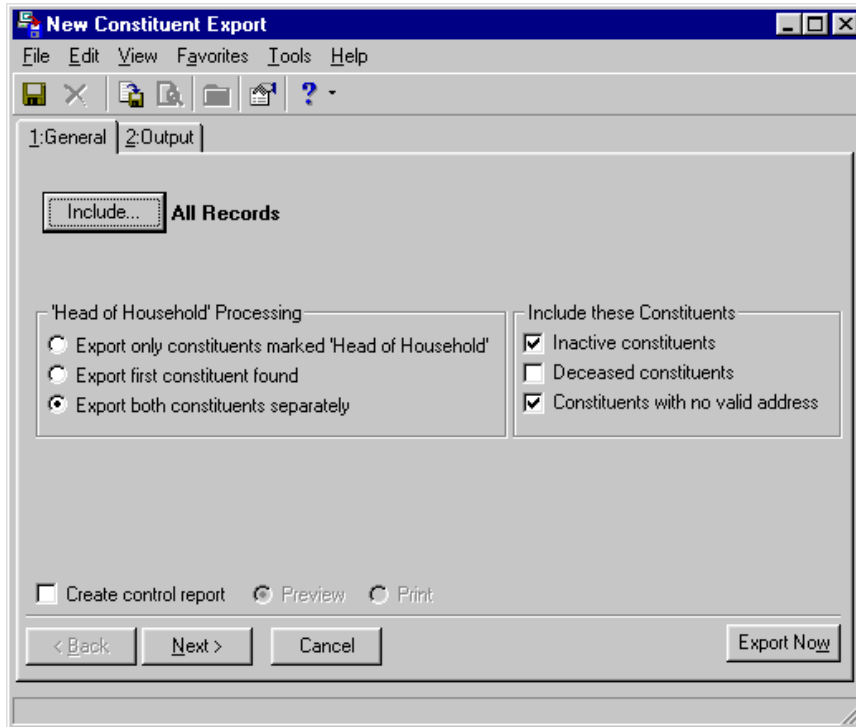 New Constituent Export
File Edit View Favorites Tools Help
?
1:General 2:Output
Include... All Records
'Head of Household' Processing
Export only constituents marked 'Head of Household'
Export first constituent found
Export both constituents separately
Include these Constituents
Inactive constituents
Deceased constituents
Constituents with no valid address
Create control report Preview Print
< Back Next > Cancel Export Now